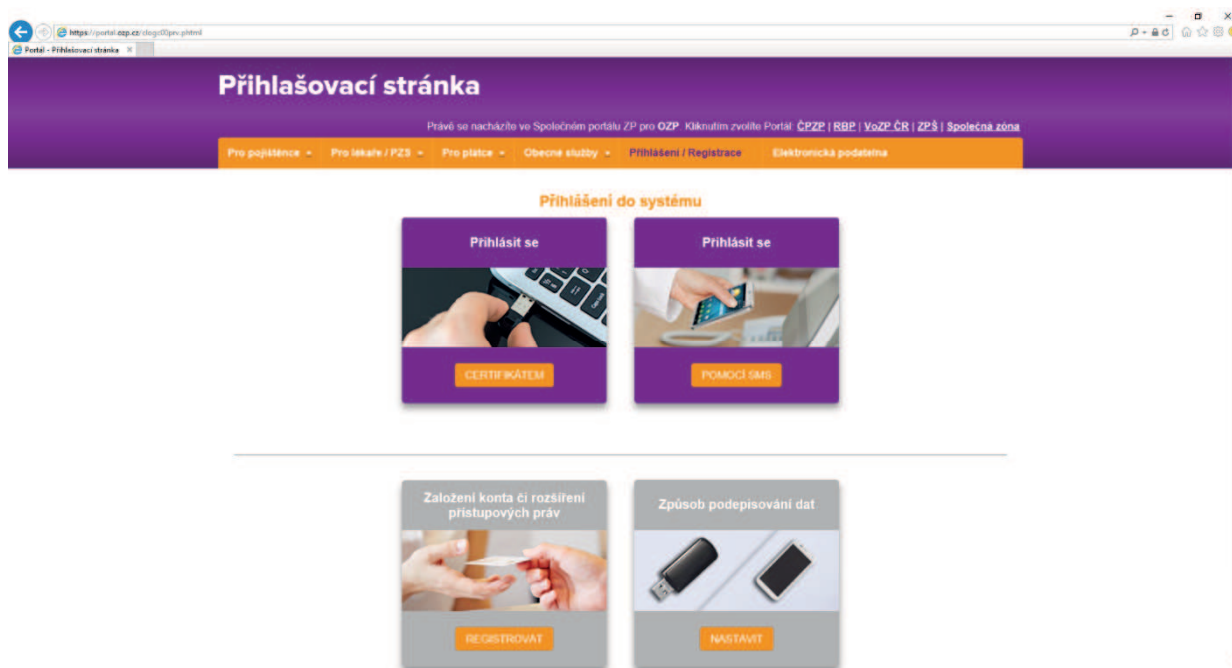 https://portal.ozp.cz/
Portál - Přihlašovací stránka
Přihlašovací stránka
Právě se nacházíte ve Společném portálu ZP pro OZP. Kliknutím zvolíte Portál: ČPZP | RBP | VoZP ČR | ZPŠ | Společná zóna
Pro pojištěnce Pro lékaře / PZS Pro plátce Obecné služby Přihlášení / Registrace Elektronická podatelna
Přihlášení do systému
Přihlásit se
CERTIFIKÁTEM
Přihlásit se
POMOCÍ SMS
Založení konta či rozšíření
přístupových práv
REGISTROVAT
Způsob podepisování dat
NASTAVIT